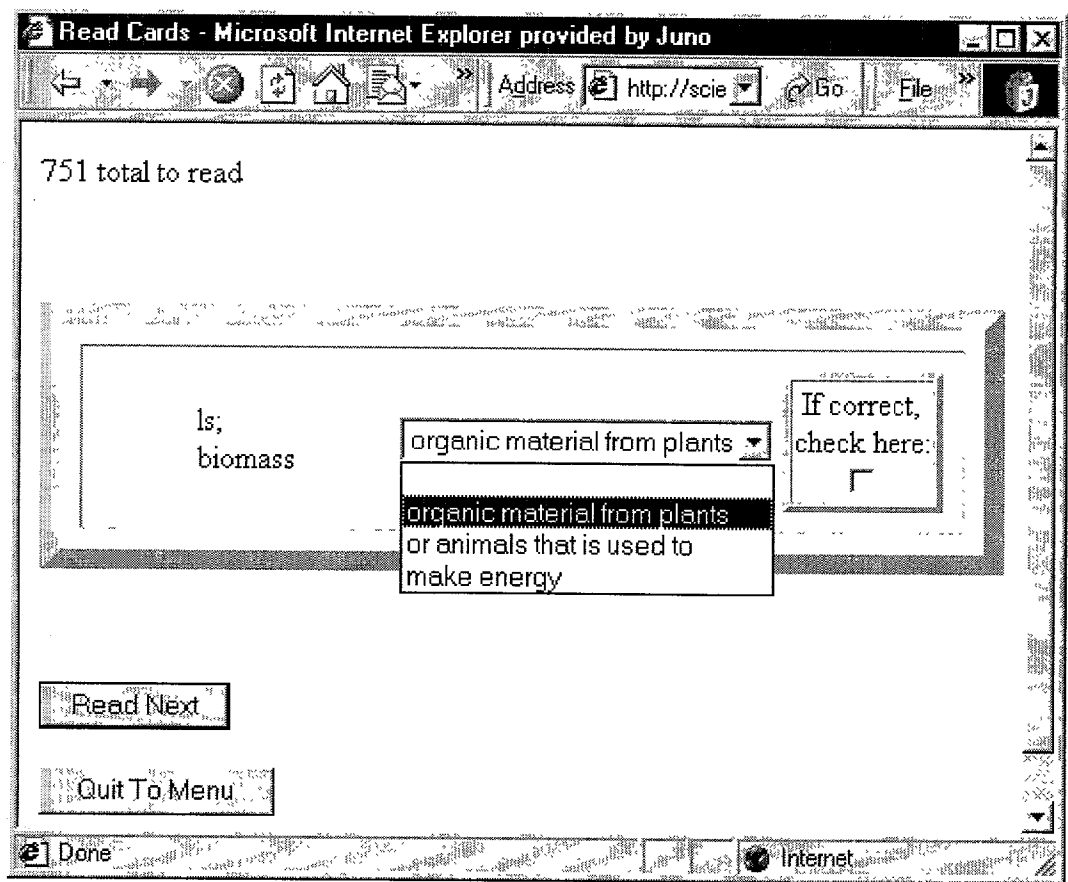 Read Cards - Microsoft Internet Explorer provided by Juno
Address http://scie Go File
751 total to read
ls;
biomass
organic material from plants
If correct,
check here:
organic material from plants
or animals that is used to
make energy
Read Next
Quit To Menu
Done Internet